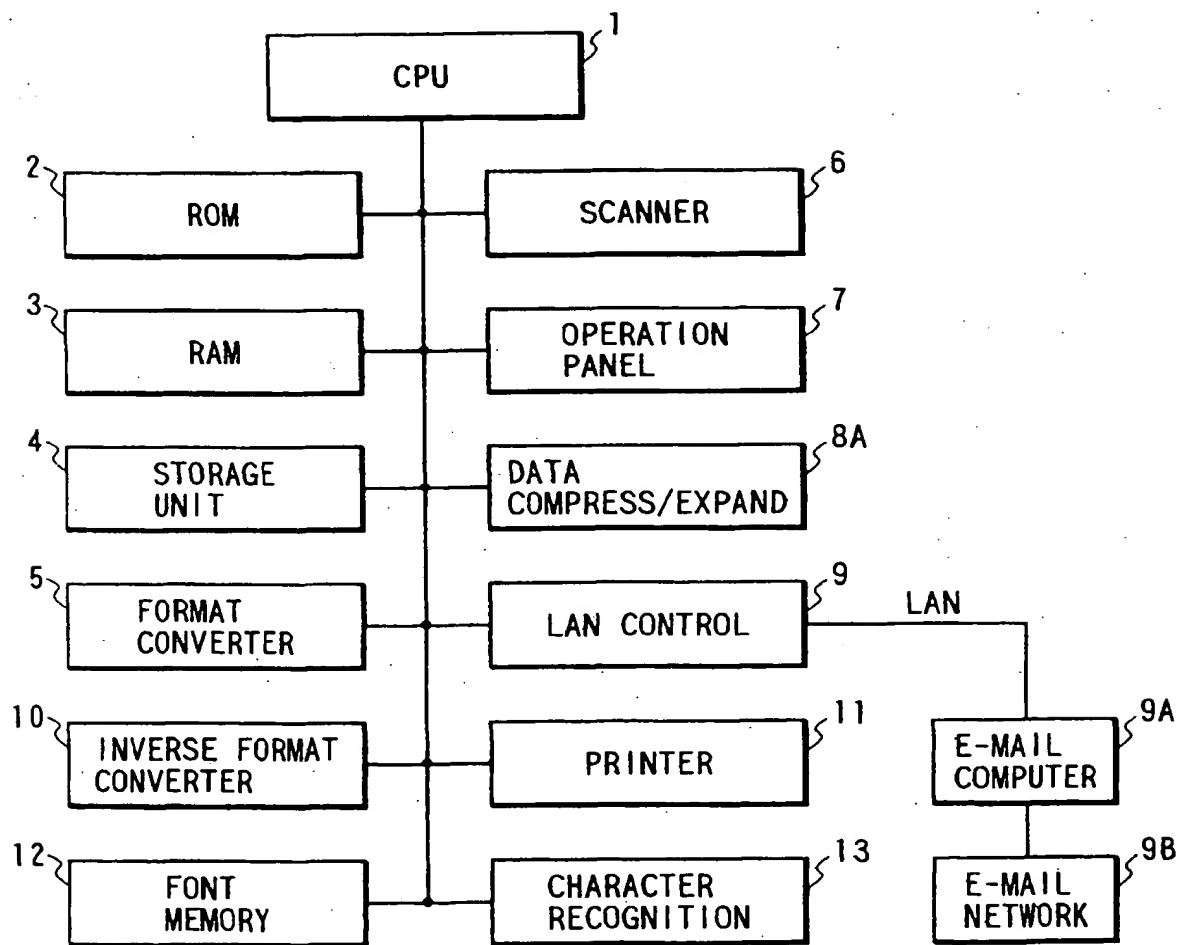 1
CPU
2
ROM
6
SCANNER
3
RAM
7
OPERATION
PANEL
4
STORAGE
UNIT
8A
DATA
COMPRESS/EXPAND
5
FORMAT
CONVERTER
9
LAN CONTROL
LAN
10
INVERSE FORMAT
CONVERTER
11
PRINTER
9A
E-MAIL
COMPUTER
12
FONT
MEMORY
13
CHARACTER
RECOGNITION
9B
E-MAIL
NETWORK